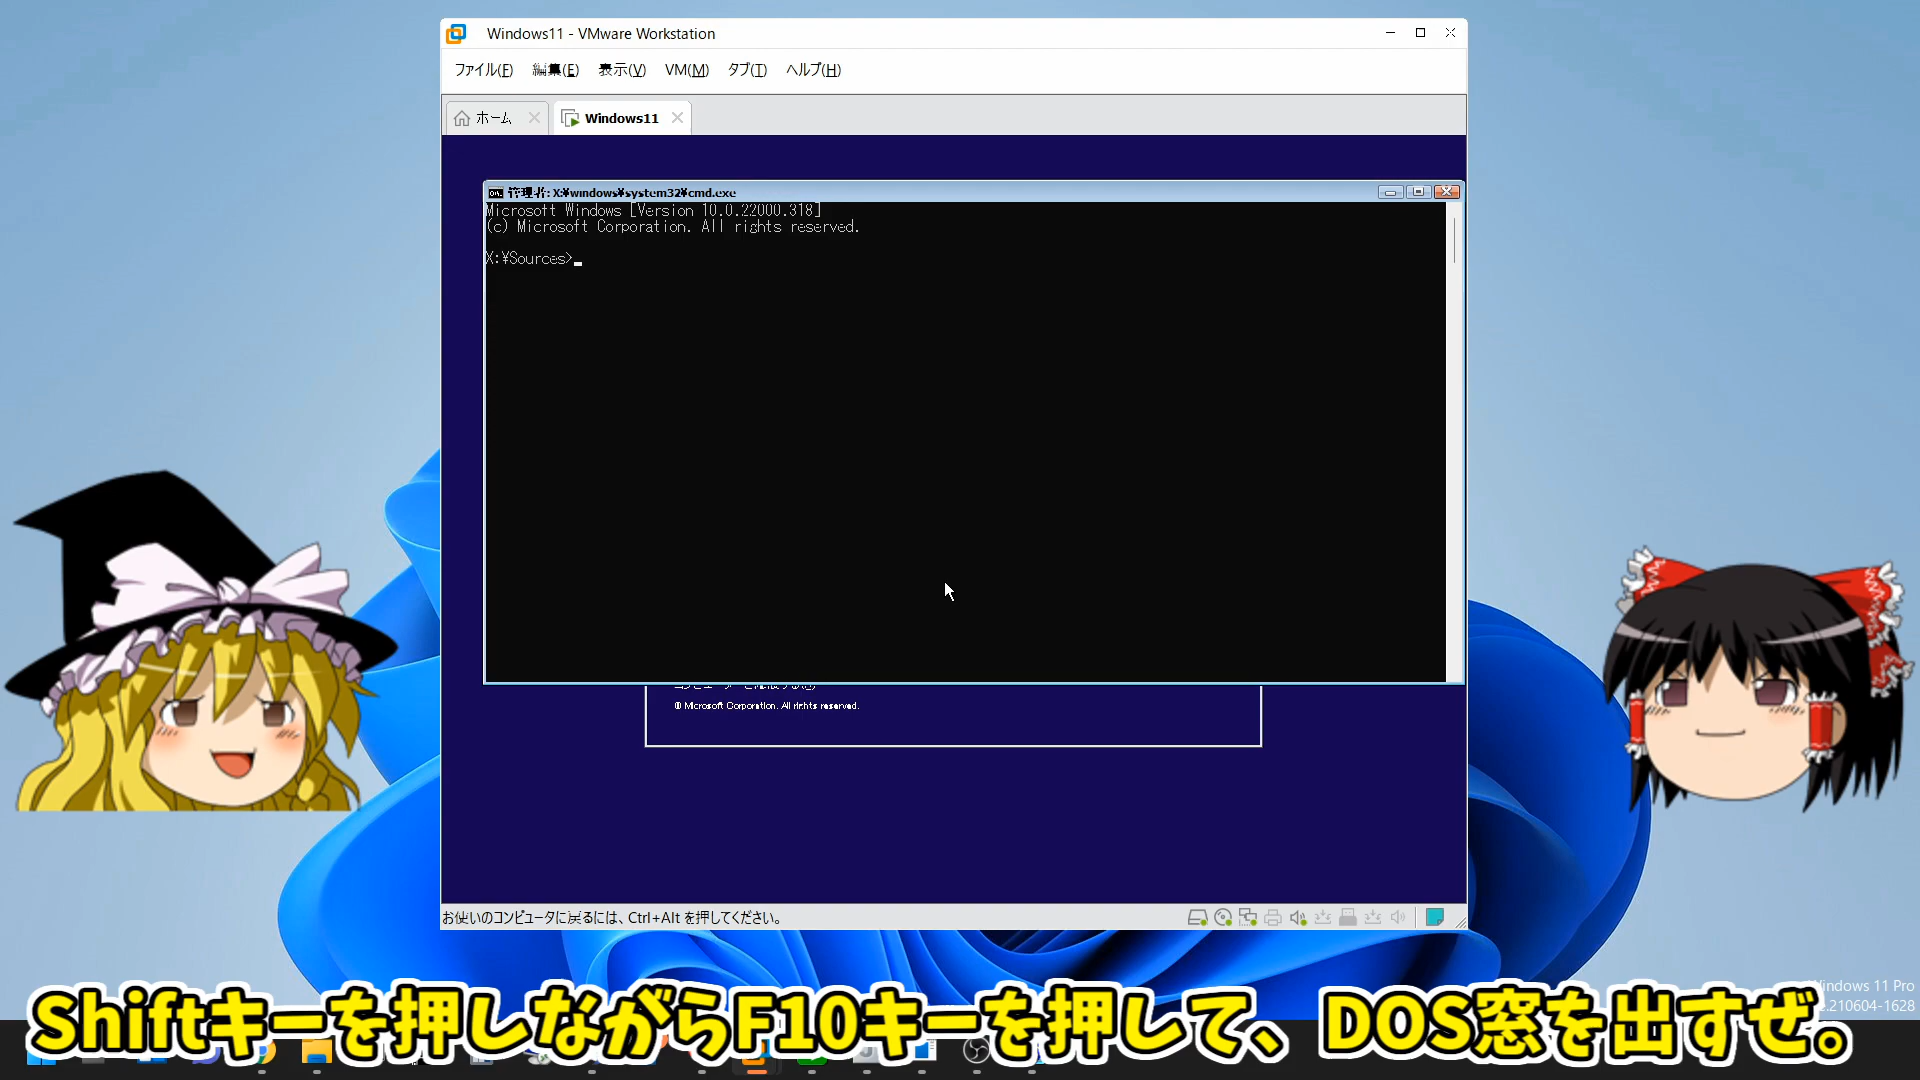 Windows11 - VMware Workstation
ファイル(F) 編集(E) 表示(V) VM(M) タブ(T) ヘルプ(H)
ホーム Windows11
管理者: X:¥windows¥system32¥cmd.exe
Microsoft Windows [Version 10.0.22000.318]
(c) Microsoft Corporation. All rights reserved.
X:¥Sources>
© Microsoft Corporation. All rights reserved.
お使いのコンピュータに戻るには、Ctrl+Alt を押してください。
Windows 11 Pro
.210604-1628
Shiftキーを押しながらF10キーを押して、DOS窓を出すぜ。